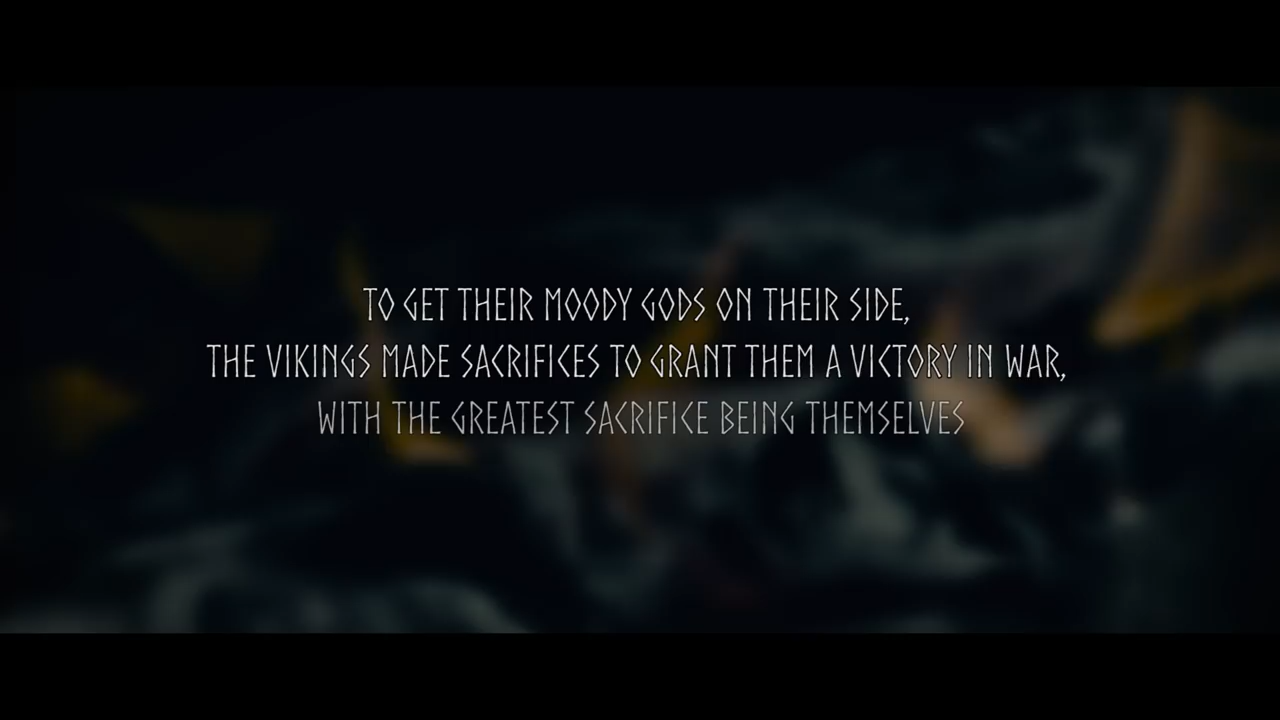 TO GET THEIR MOODY GODS ON THEIR SIDE,
THE VIKINGS MADE SACRIFICES TO GRANT THEM A VICTORY IN WAR,
WITH THE GREATEST SACRIFICE BEING THEMSELVES